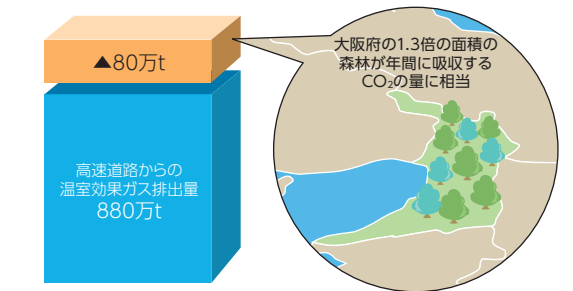 ▲80万t
高速道路からの
温室効果ガス排出量
880万t
大阪府の1.3倍の面積の
森林が年間に吸収する
CO₂の量に相当